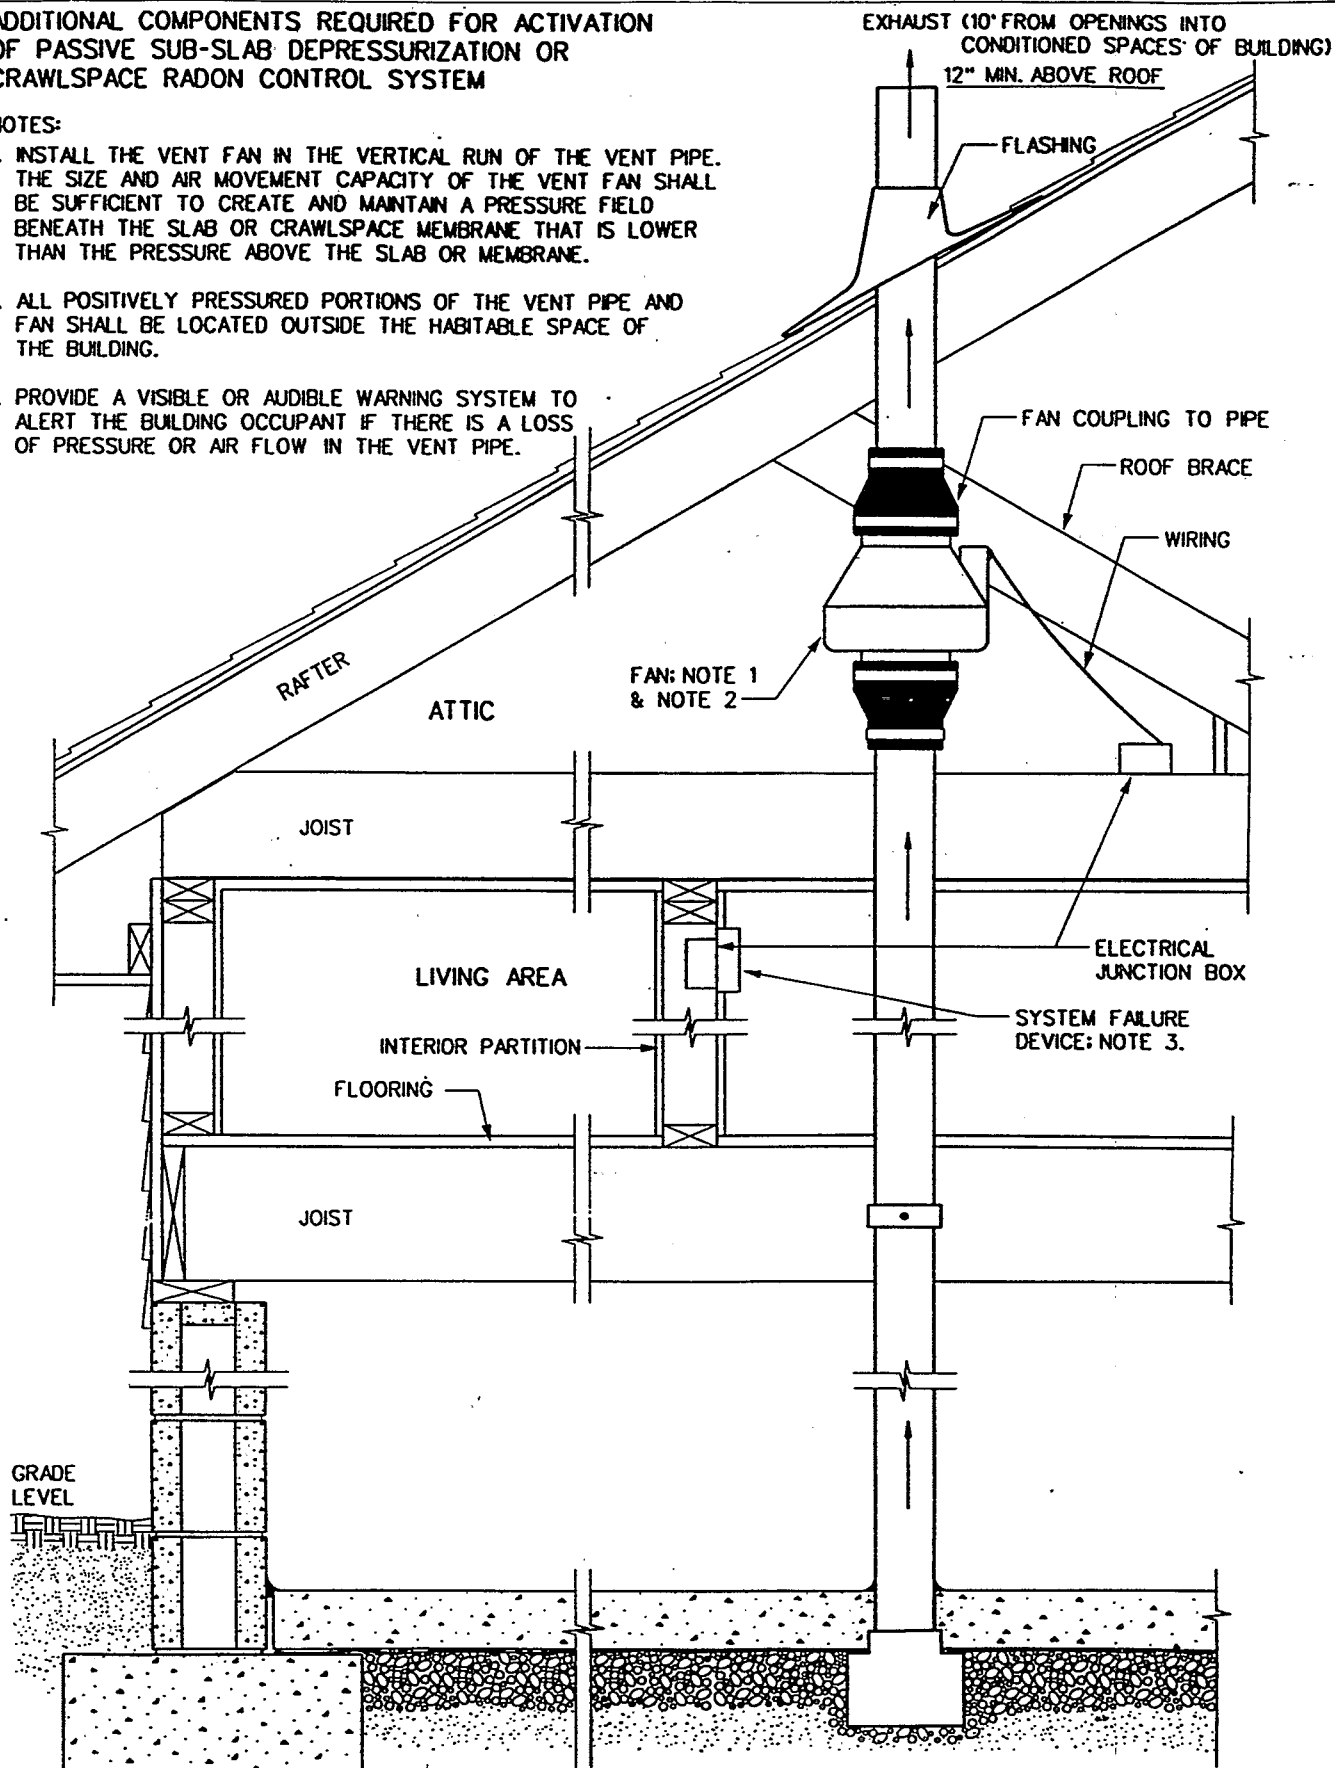 ADDITIONAL COMPONENTS REQUIRED FOR ACTIVATION
OF PASSIVE SUB-SLAB DEPRESSURIZATION OR
CRAWLSPACE RADON CONTROL SYSTEM
NOTES:
. INSTALL THE VENT FAN IN THE VERTICAL RUN OF THE VENT PIPE.
THE SIZE AND AIR MOVEMENT CAPACITY OF THE VENT FAN SHALL
BE SUFFICIENT TO CREATE AND MAINTAIN A PRESSURE FIELD
BENEATH THE SLAB OR CRAWLSPACE MEMBRANE THAT IS LOWER
THAN THE PRESSURE ABOVE THE SLAB OR MEMBRANE.
. ALL POSITIVELY PRESSURED PORTIONS OF THE VENT PIPE AND
FAN SHALL BE LOCATED OUTSIDE THE HABITABLE SPACE OF
THE BUILDING.
. PROVIDE A VISIBLE OR AUDIBLE WARNING SYSTEM TO
ALERT THE BUILDING OCCUPANT IF THERE IS A LOSS
OF PRESSURE OR AIR FLOW IN THE VENT PIPE.
EXHAUST (10' FROM OPENINGS INTO
CONDITIONED SPACES OF BUILDING)
12" MIN. ABOVE ROOF
FLASHING
FAN COUPLING TO PIPE
ROOF BRACE
WIRING
RAFTER
ATTIC
FAN; NOTE 1
& NOTE 2
JOIST
LIVING AREA
ELECTRICAL
JUNCTION BOX
SYSTEM FAILURE
DEVICE; NOTE 3.
INTERIOR PARTITION
FLOORING
JOIST
GRADE
LEVEL